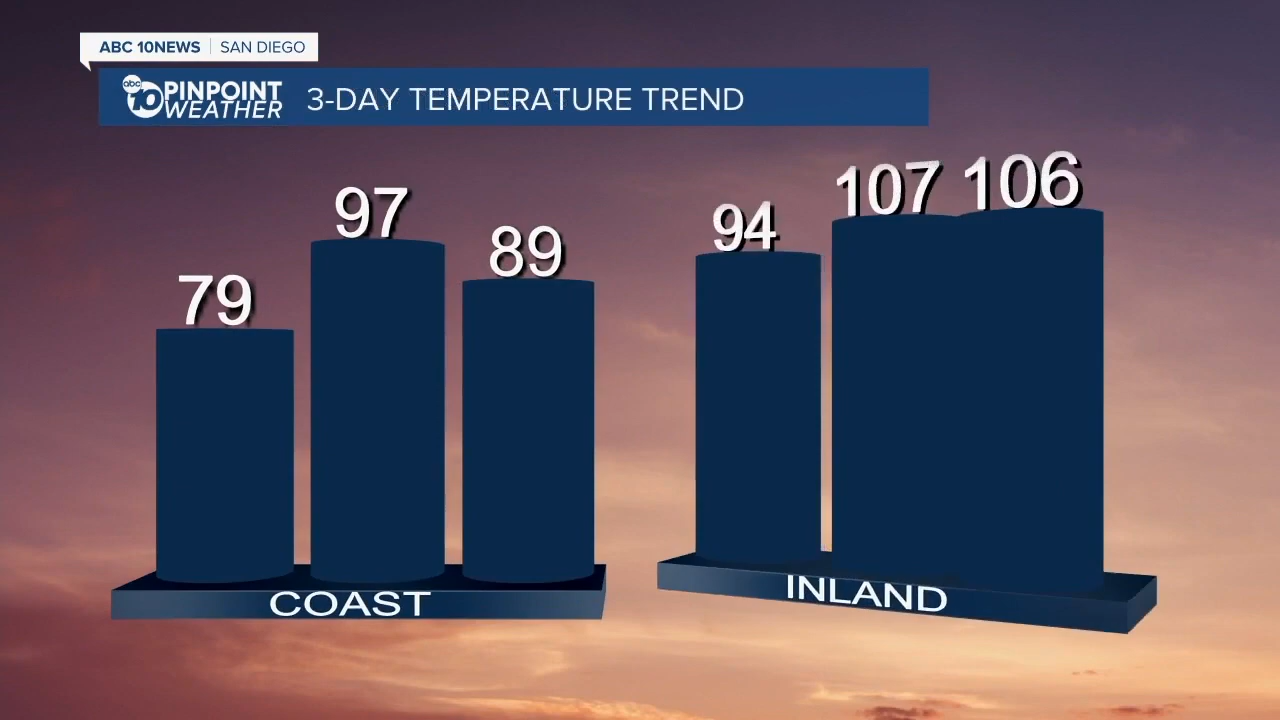 ABC 10NEWS | SAN DIEGO
abc 10 PINPOINT WEATHER
3-DAY TEMPERATURE TREND
79 97 89
94 107 106
COAST
INLAND